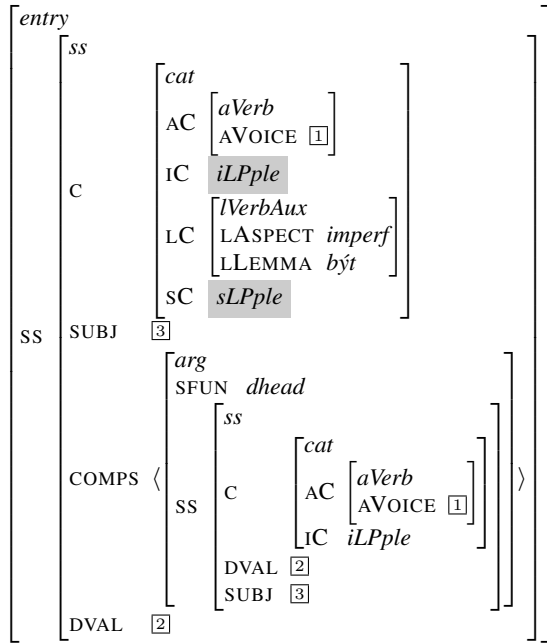 entry
ss
cat
AC aVerb
AVOICE 1
IC iLPple
C
LC lVerbAux
LASPECT imperf
LLEMMA být
SC sLPple
SS SUBJ 3
arg
SFUN dhead
ss
cat
COMPS ⟨ SS C AC aVerb ⟩
AVOICE 1
IC iLPple
DVAL 2
SUBJ 3
DVAL 2